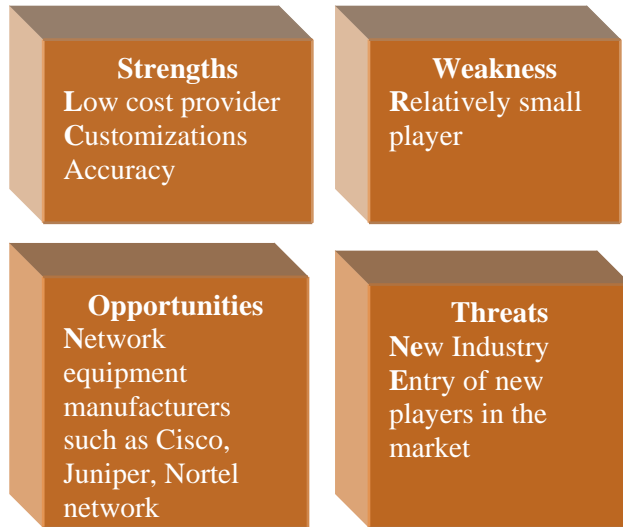 Strengths
Low cost provider
Customizations
Accuracy
Weakness
Relatively small
player
Opportunities
Network
equipment
manufacturers
such as Cisco,
Juniper, Nortel
network
Threats
New Industry
Entry of new
players in the
market